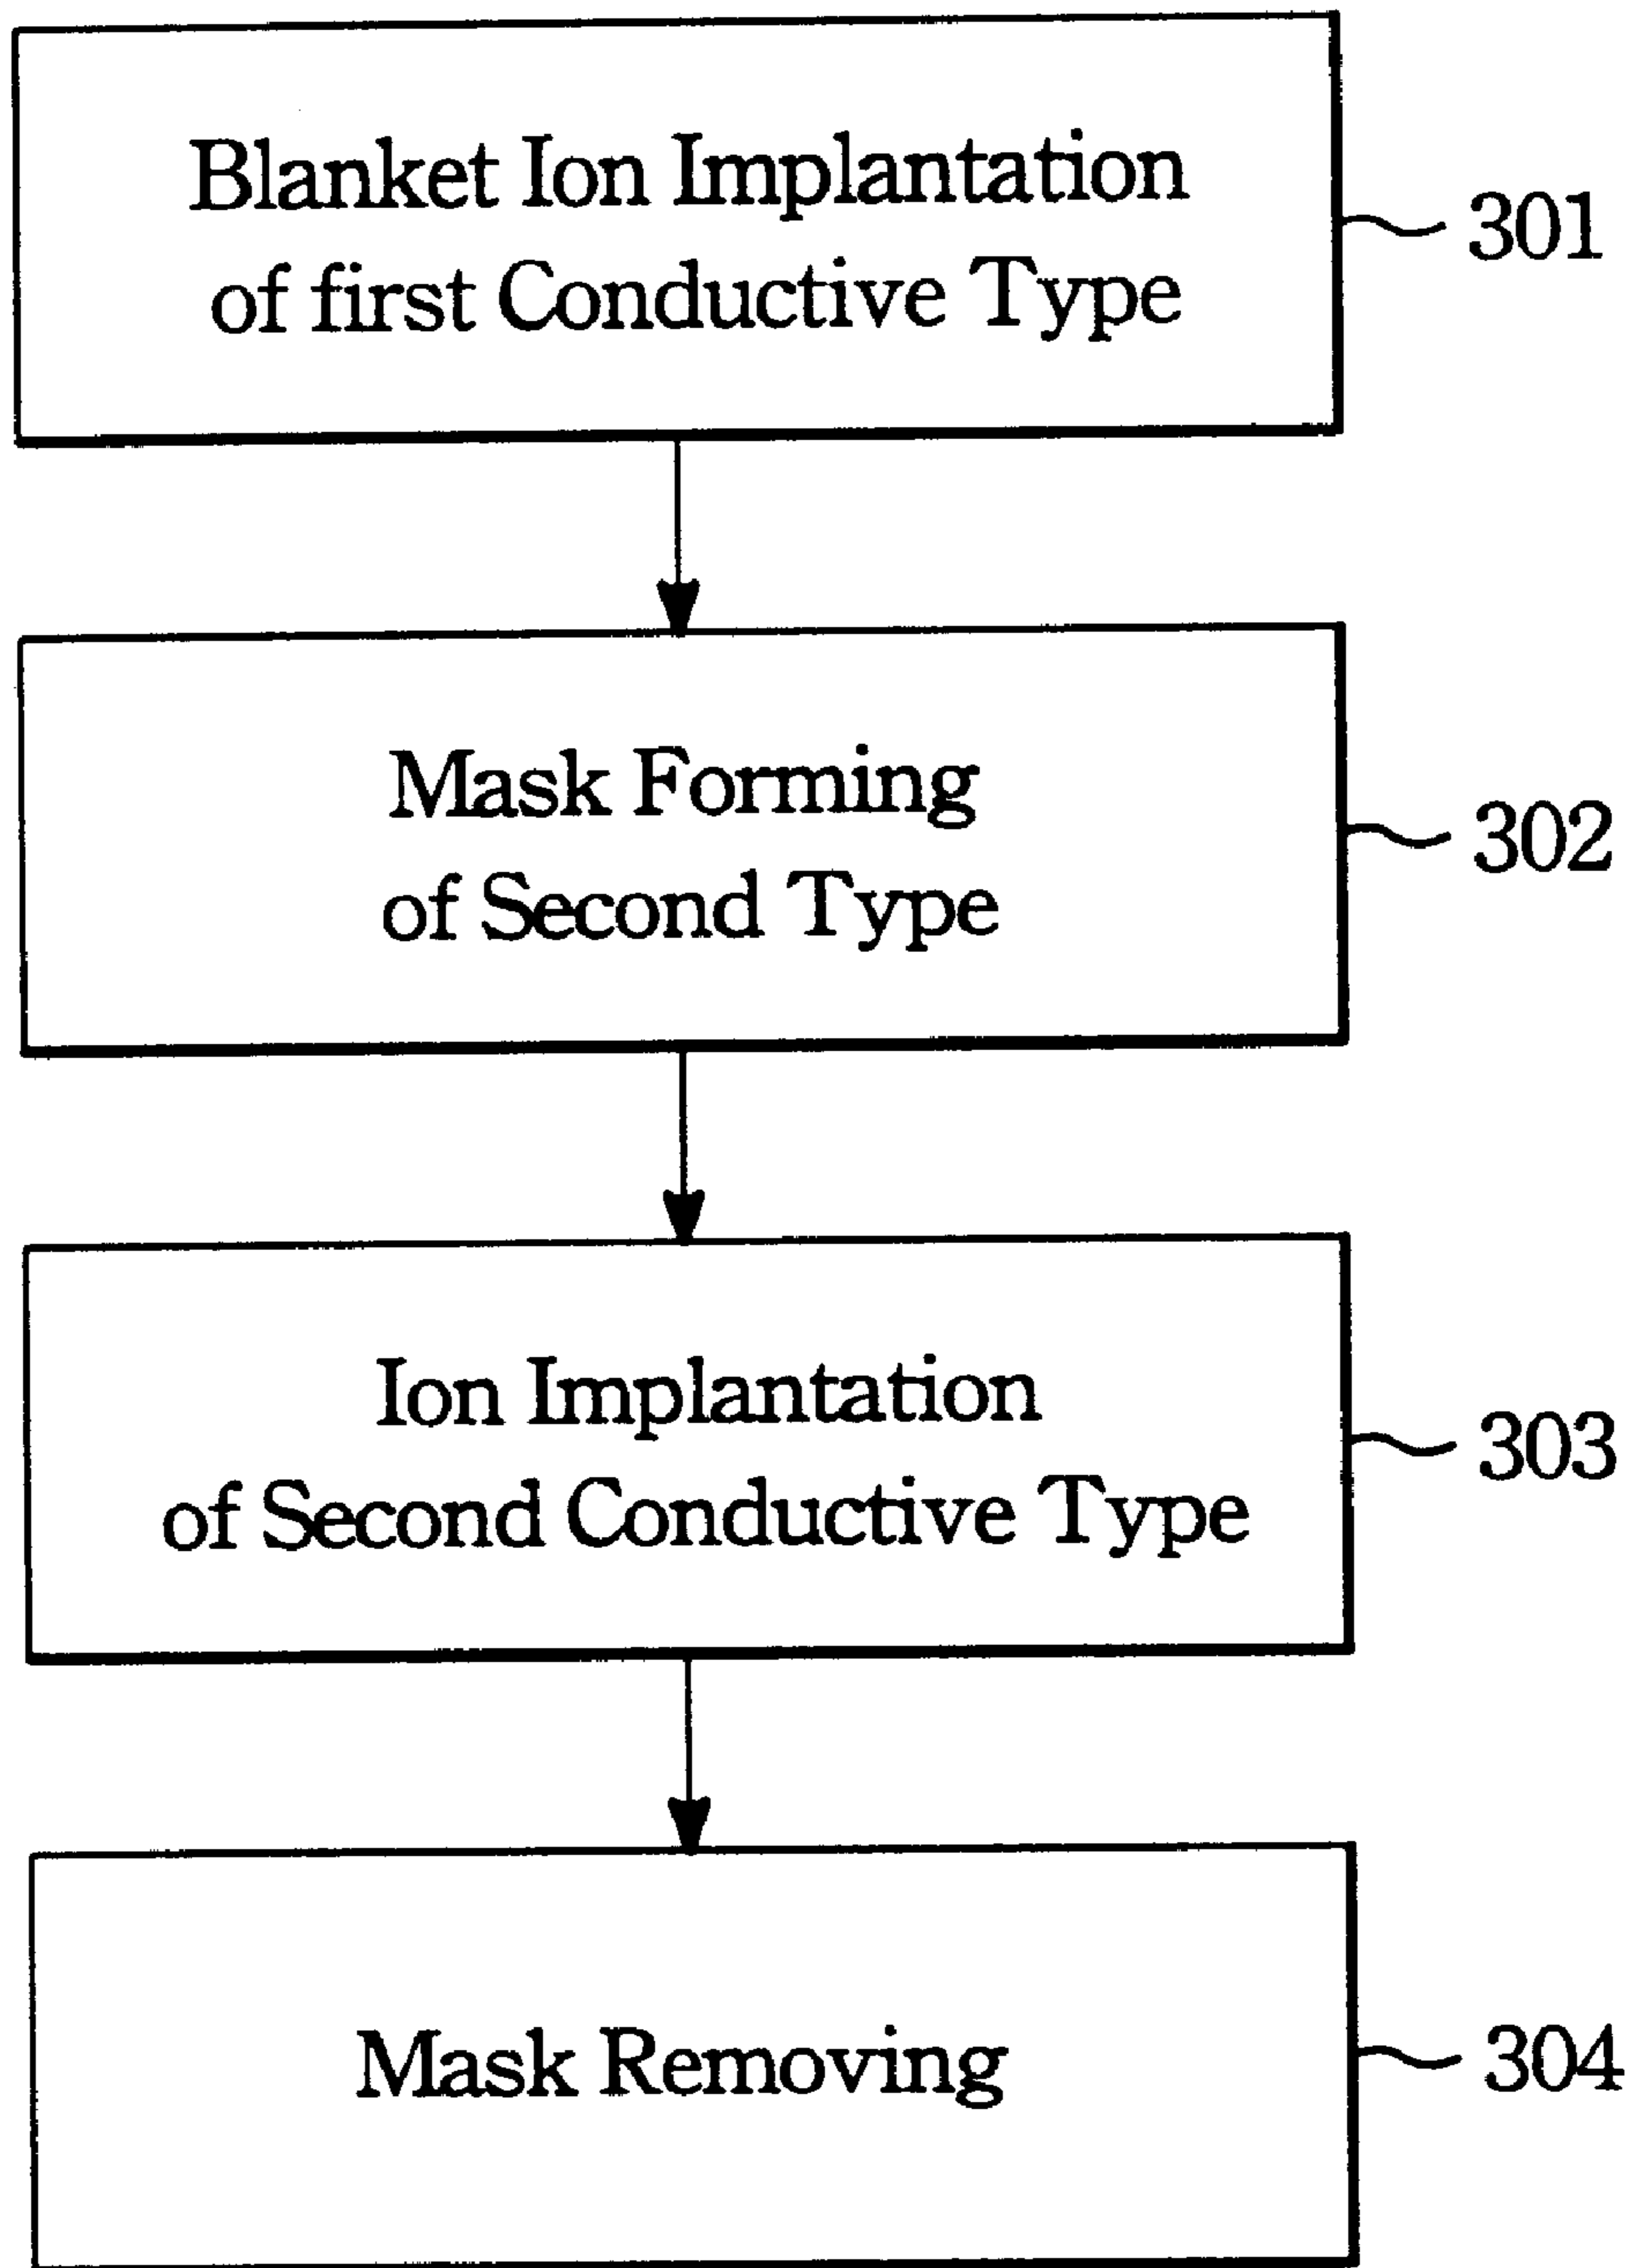 Blanket Ion Implantation
of first Conductive Type
301
Mask Forming
of Second Type
302
Ion Implantation
of Second Conductive Type
303
Mask Removing
304